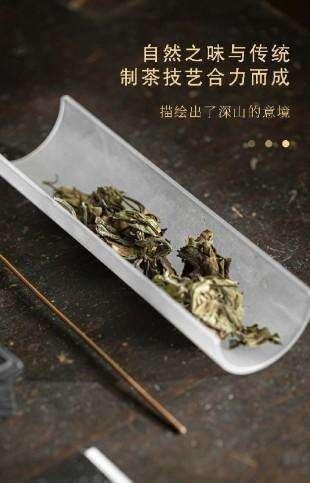 自然之味与传统
制茶技艺合力而成
描绘出了深山的意境